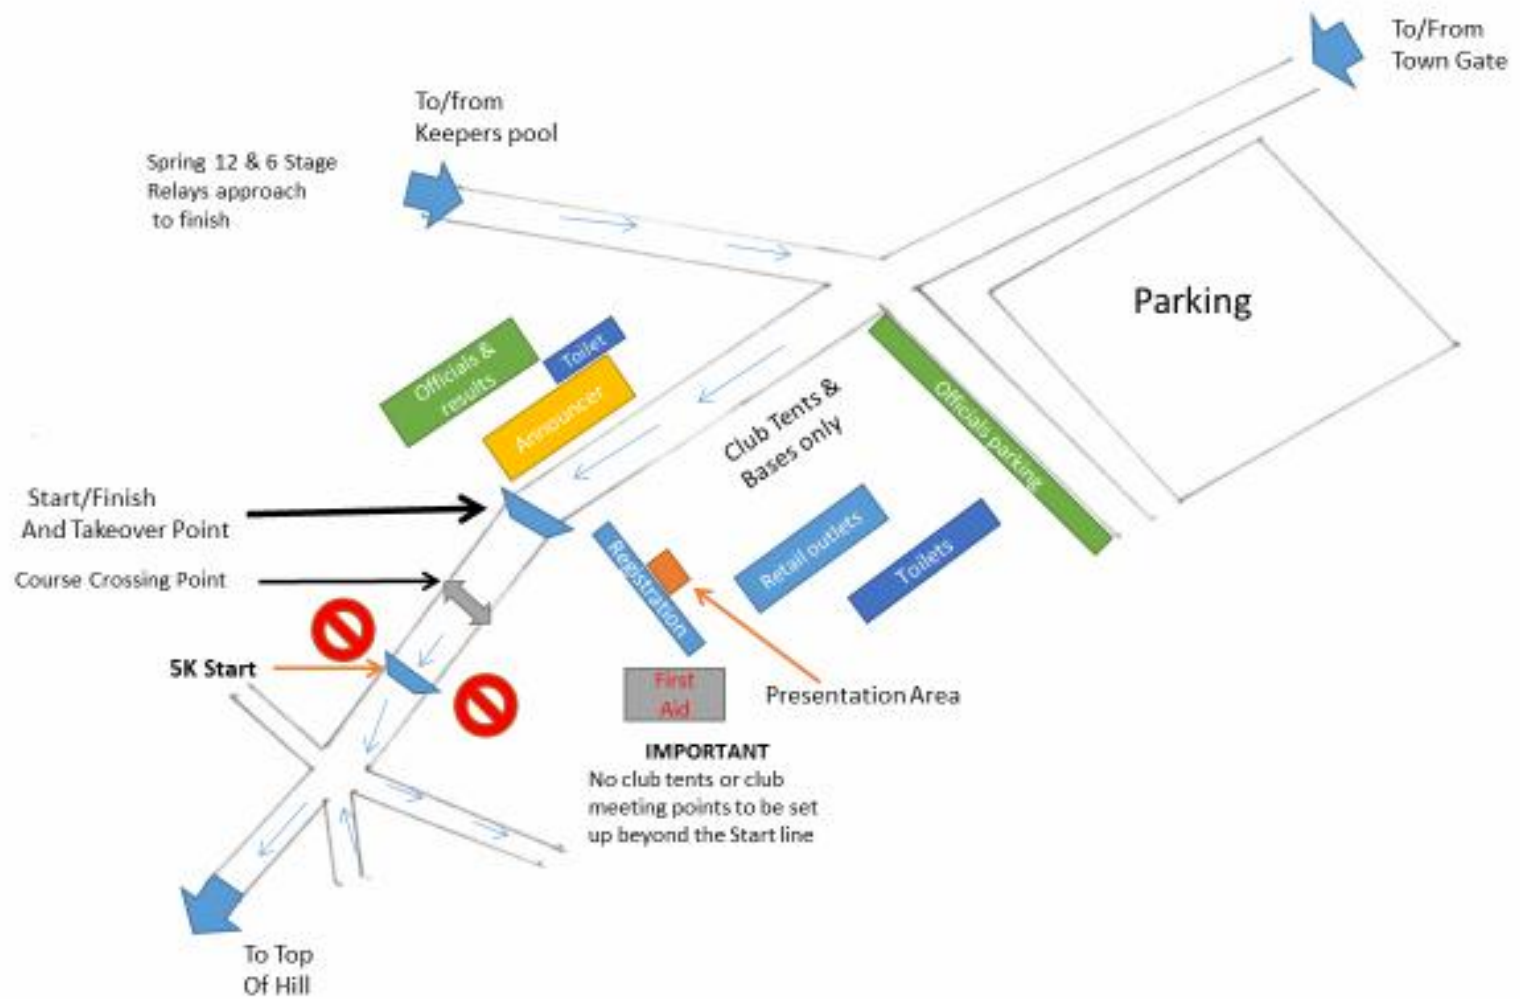 To/From
Town Gate
To/from
Keepers pool
Spring 12 & 6 Stage
Relays approach
to finish
Parking
Officials &
results
Toilet
Announcer
Club Tents &
Bases only
Officials parking
Start/Finish
And Takeover Point
Registration
Retail outlets
Toilets
Course Crossing Point
5K Start
First
Aid
Presentation Area
IMPORTANT
No club tents or club
meeting points to be set
up beyond the Start line
To Top
Of Hill